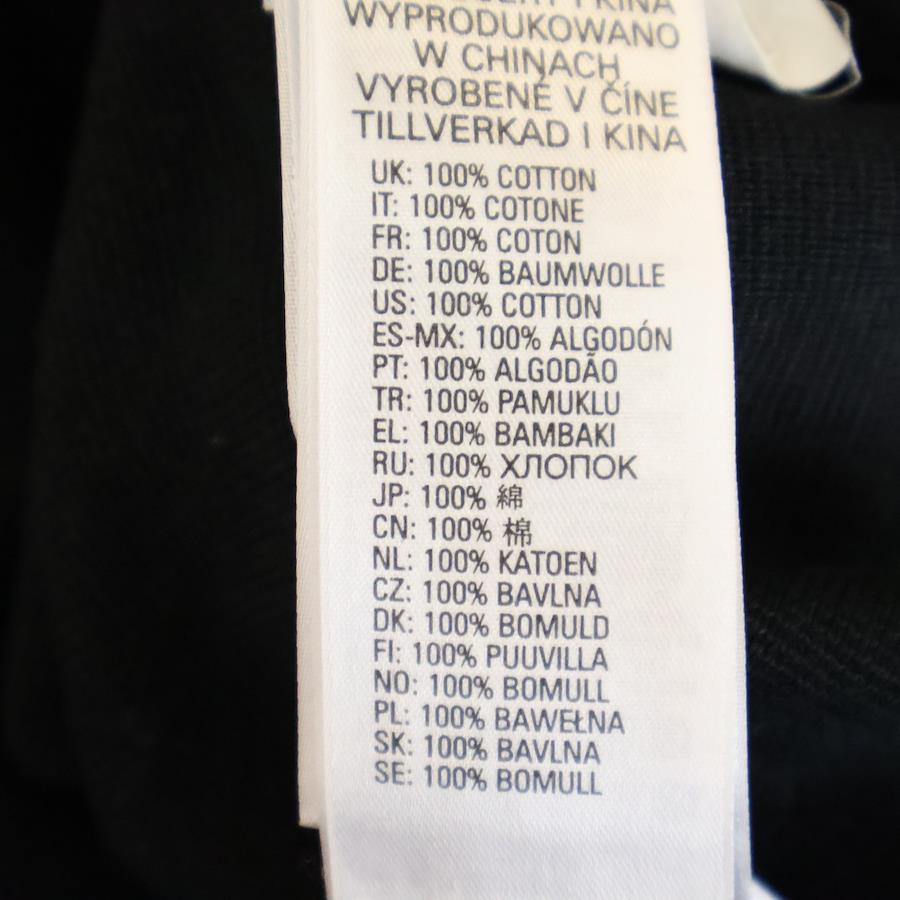 I KINA
WYPRODUKOWANO
W CHINACH
VYROBENÉ V ČÍNE
TILLVERKAD I KINA
UK: 100% COTTON
IT: 100% COTONE
FR: 100% COTON
DE: 100% BAUMWOLLE
US: 100% COTTON
ES-MX: 100% ALGODÓN
PT: 100% ALGODÃO
TR: 100% PAMUKLU
EL: 100% BAMBAKI
RU: 100% ХЛОПОК
JP: 100% 綿
CN: 100% 棉
NL: 100% KATOEN
CZ: 100% BAVLNA
DK: 100% BOMULD
FI: 100% PUUVILLA
NO: 100% BOMULL
PL: 100% BAWEŁNA
SK: 100% BAVLNA
SE: 100% BOMULL